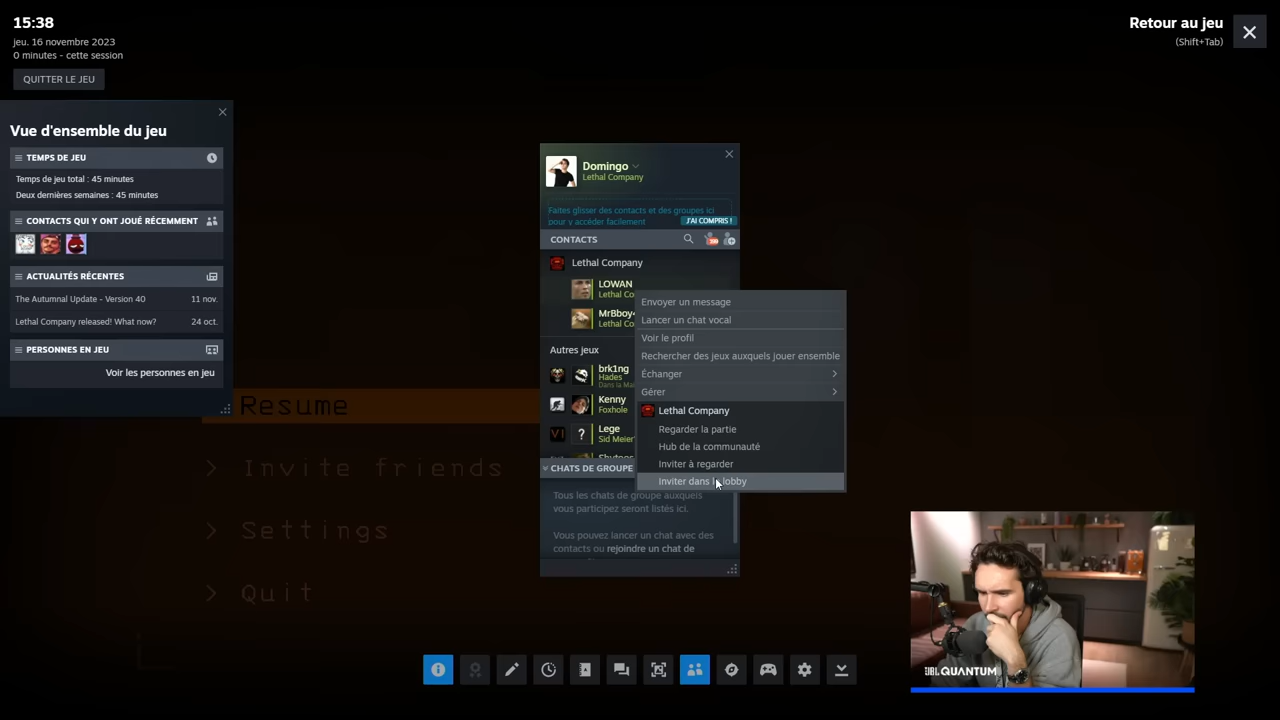 15:38
jeu. 16 novembre 2023
0 minutes - cette session
QUITTER LE JEU
Retour au jeu
(Shift+Tab)
Vue d'ensemble du jeu
TEMPS DE JEU
Temps de jeu total : 45 minutes
Deux dernières semaines : 45 minutes
CONTACTS QUI Y ONT JOUÉ RÉCEMMENT
ACTUALITÉS RÉCENTES
The Autumnal Update - Version 40 11 nov.
Lethal Company released! What now? 24 oct.
PERSONNES EN JEU
Voir les personnes en jeu
Domingo
Lethal Company
Faites glisser des contacts et des groupes ici
pour y accéder facilement
J'AI COMPRIS !
CONTACTS
Lethal Company
LOWAN
Lethal Co
MrBboy
Lethal Co
Autres jeux
brk1ng
Hades
Kenny
Foxhole
Lege
Sid Meier
CHATS DE GROUPE
Tous les chats de groupe auxquels
vous participez seront listés ici.
Vous pouvez lancer un chat avec des
contacts ou rejoindre un chat de
Envoyer un message
Lancer un chat vocal
Voir le profil
Rechercher des jeux auxquels jouer ensemble
Échanger
Gérer
Lethal Company
Regarder la partie
Hub de la communauté
Inviter à regarder
Inviter dans le lobby
Resume
> Invite friends
> Settings
> Quit
JBL QUANTUM